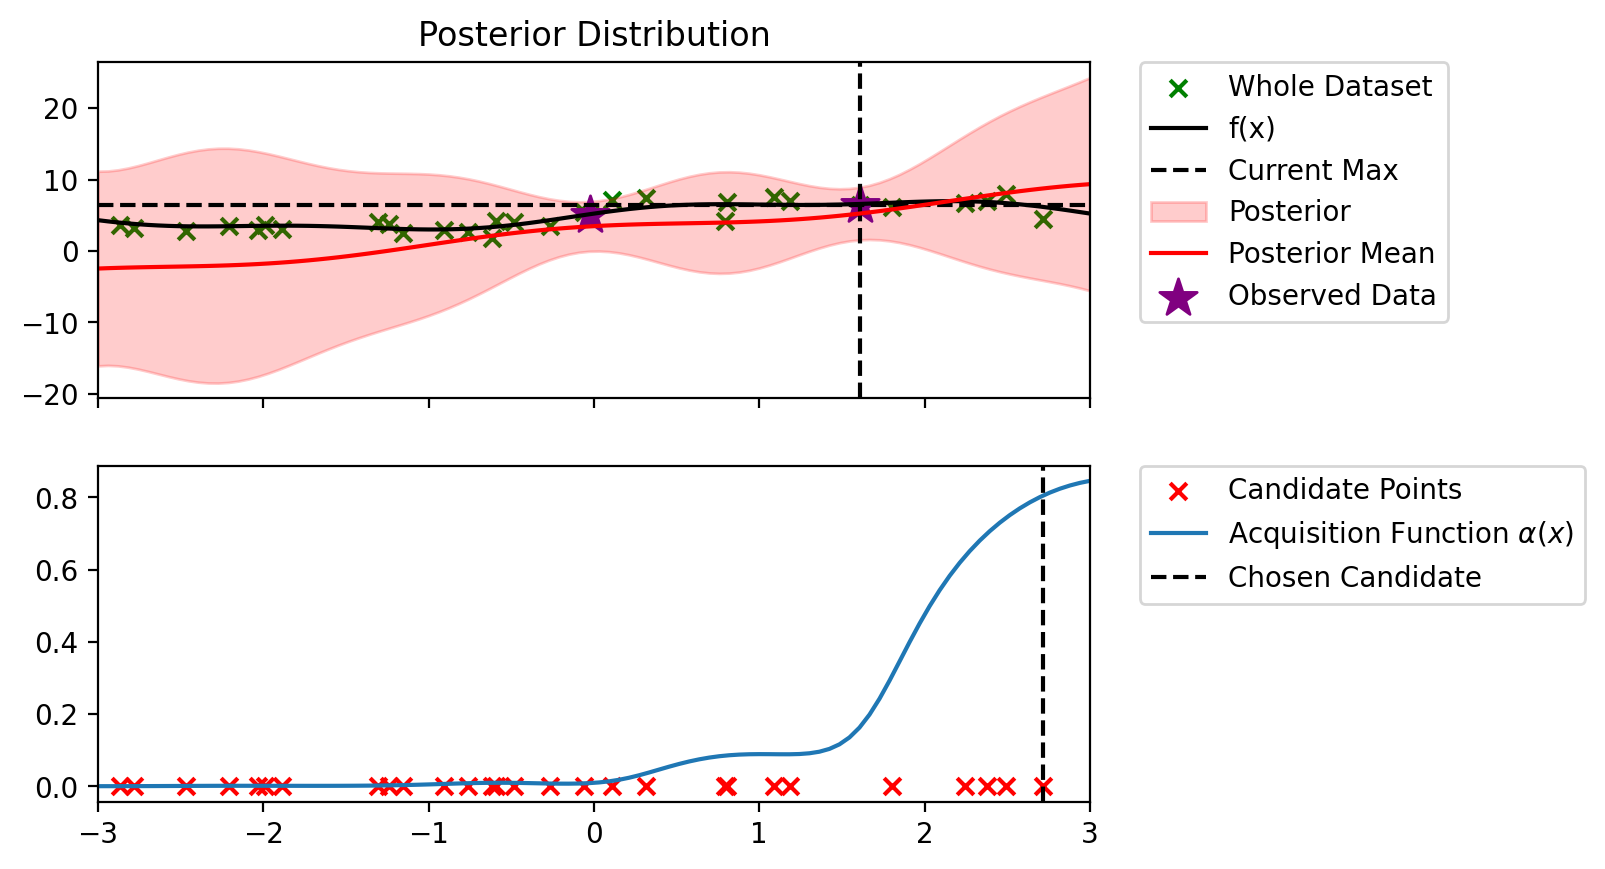 Posterior Distribution
20
10
0
−10
−20
Whole Dataset
f(x)
Current Max
Posterior
Posterior Mean
Observed Data
0.8
0.6
0.4
0.2
0.0
−3 −2 −1 0 1 2 3
Candidate Points
Acquisition Function α(x)
Chosen Candidate